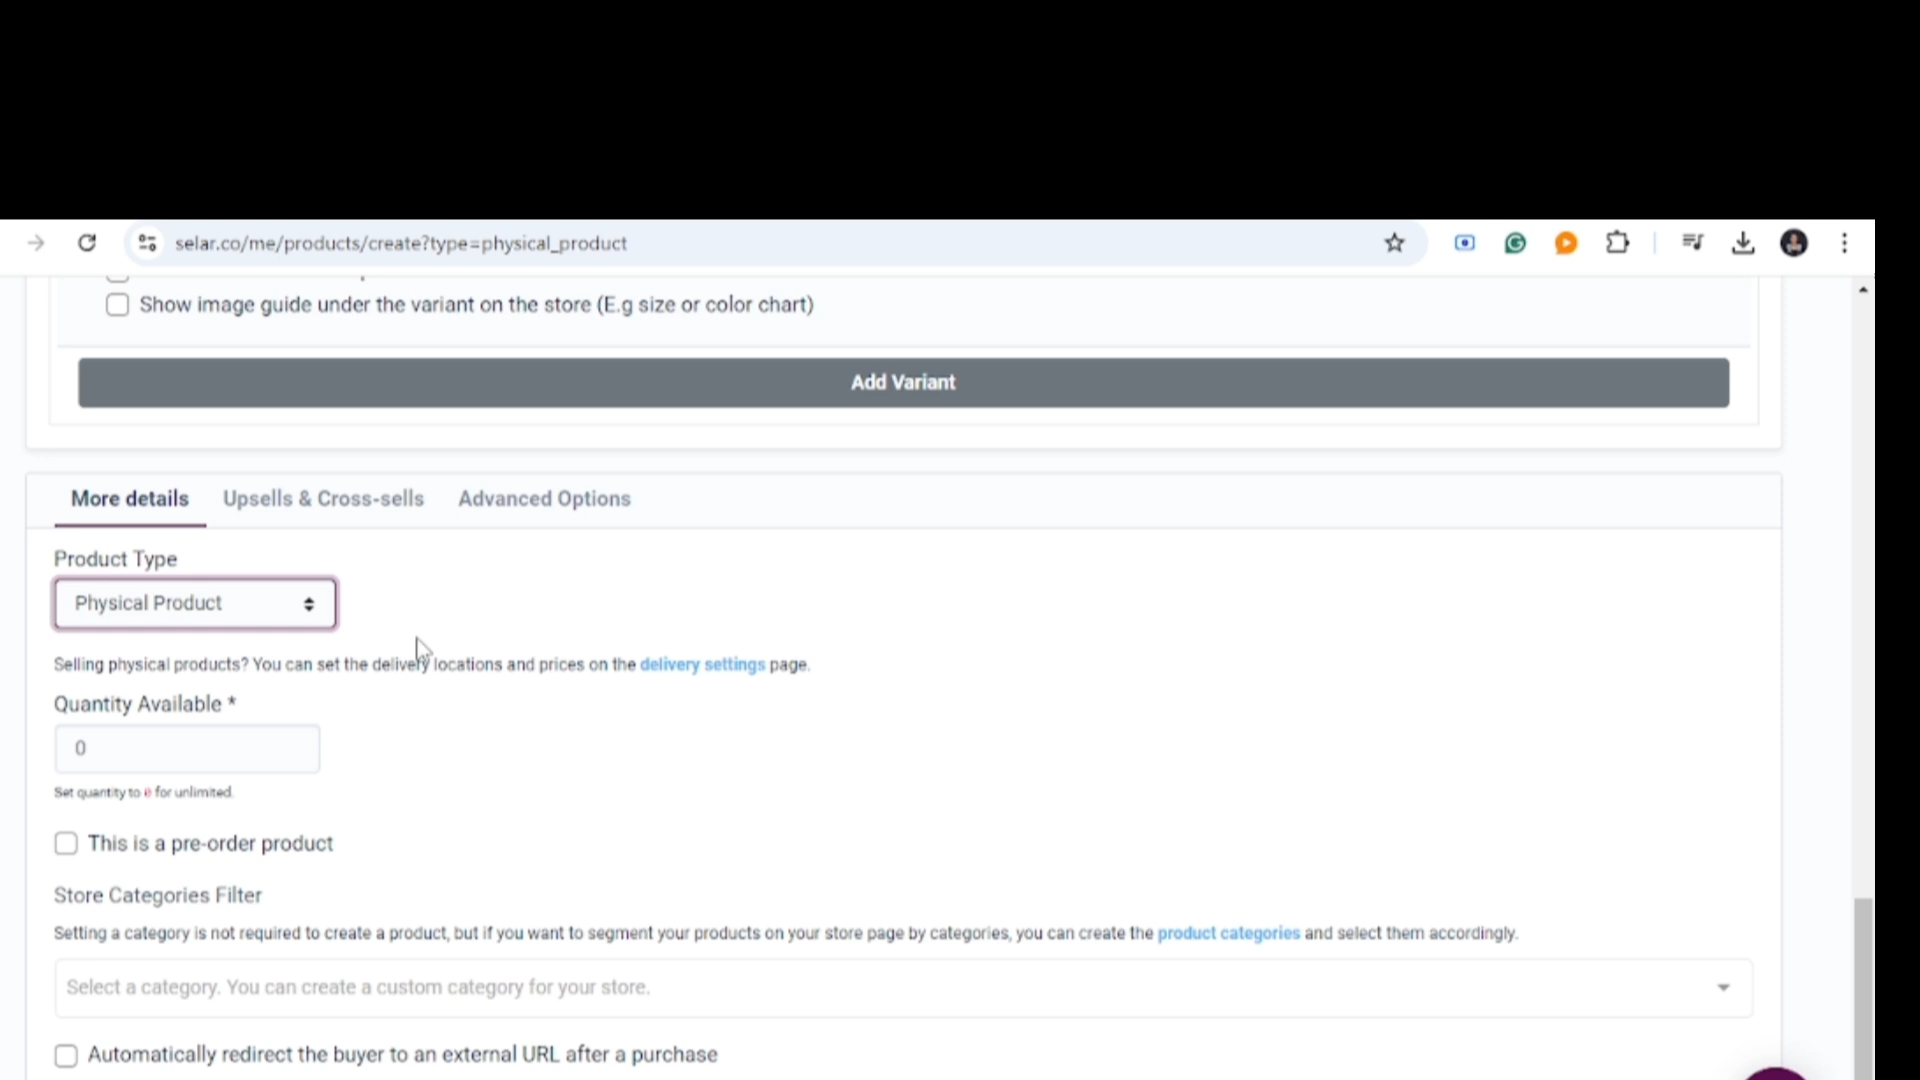 selar.co/me/products/create?type=physical_product
Show image guide under the variant on the store (E.g size or color chart)
Add Variant
More details Upsells & Cross-sells Advanced Options
Product Type
Physical Product
Selling physical products? You can set the delivery locations and prices on the delivery settings page.
Quantity Available *
0
Set quantity to 0 for unlimited.
This is a pre-order product
Store Categories Filter
Setting a category is not required to create a product, but if you want to segment your products on your store page by categories, you can create the product categories and select them accordingly.
Select a category. You can create a custom category for your store.
Automatically redirect the buyer to an external URL after a purchase